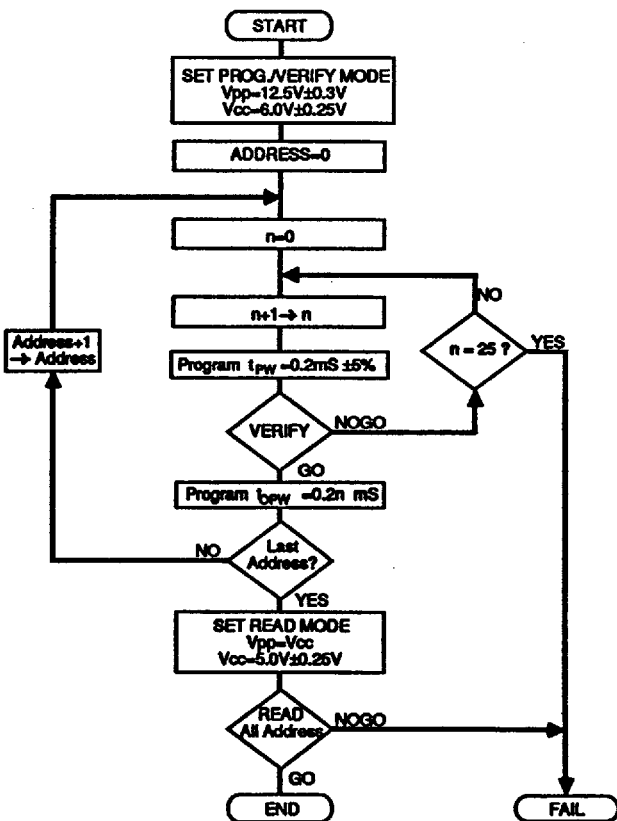 START
SET PROG./VERIFY MODE
Vpp=12.5V±0.3V
Vcc=6.0V±0.25V
ADDRESS=0
n=0
NO
n+1→n
Address+1
→ Address
n = 25 ?
YES
Program tPW =0.2mS ±5%
VERIFY
NOGO
GO
Program tOPW =0.2n mS
NO
Last
Address?
YES
SET READ MODE
Vpp=Vcc
Vcc=5.0V±0.25V
READ
All Address
NOGO
GO
END
FAIL